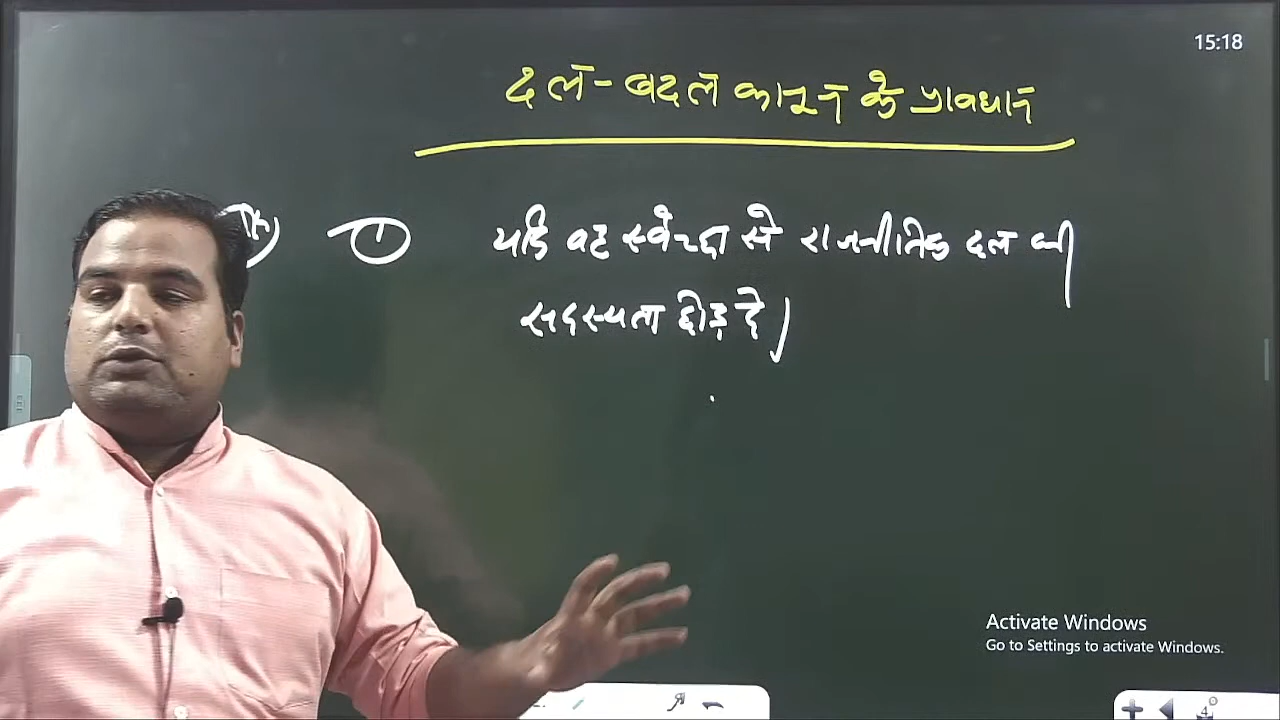 15:18
दल-बदल कानून के प्रावधान
① यदि वह स्वेच्छा से राजनीतिक दल की
सदस्यता छोड़ दे।
Activate Windows
Go to Settings to activate Windows.